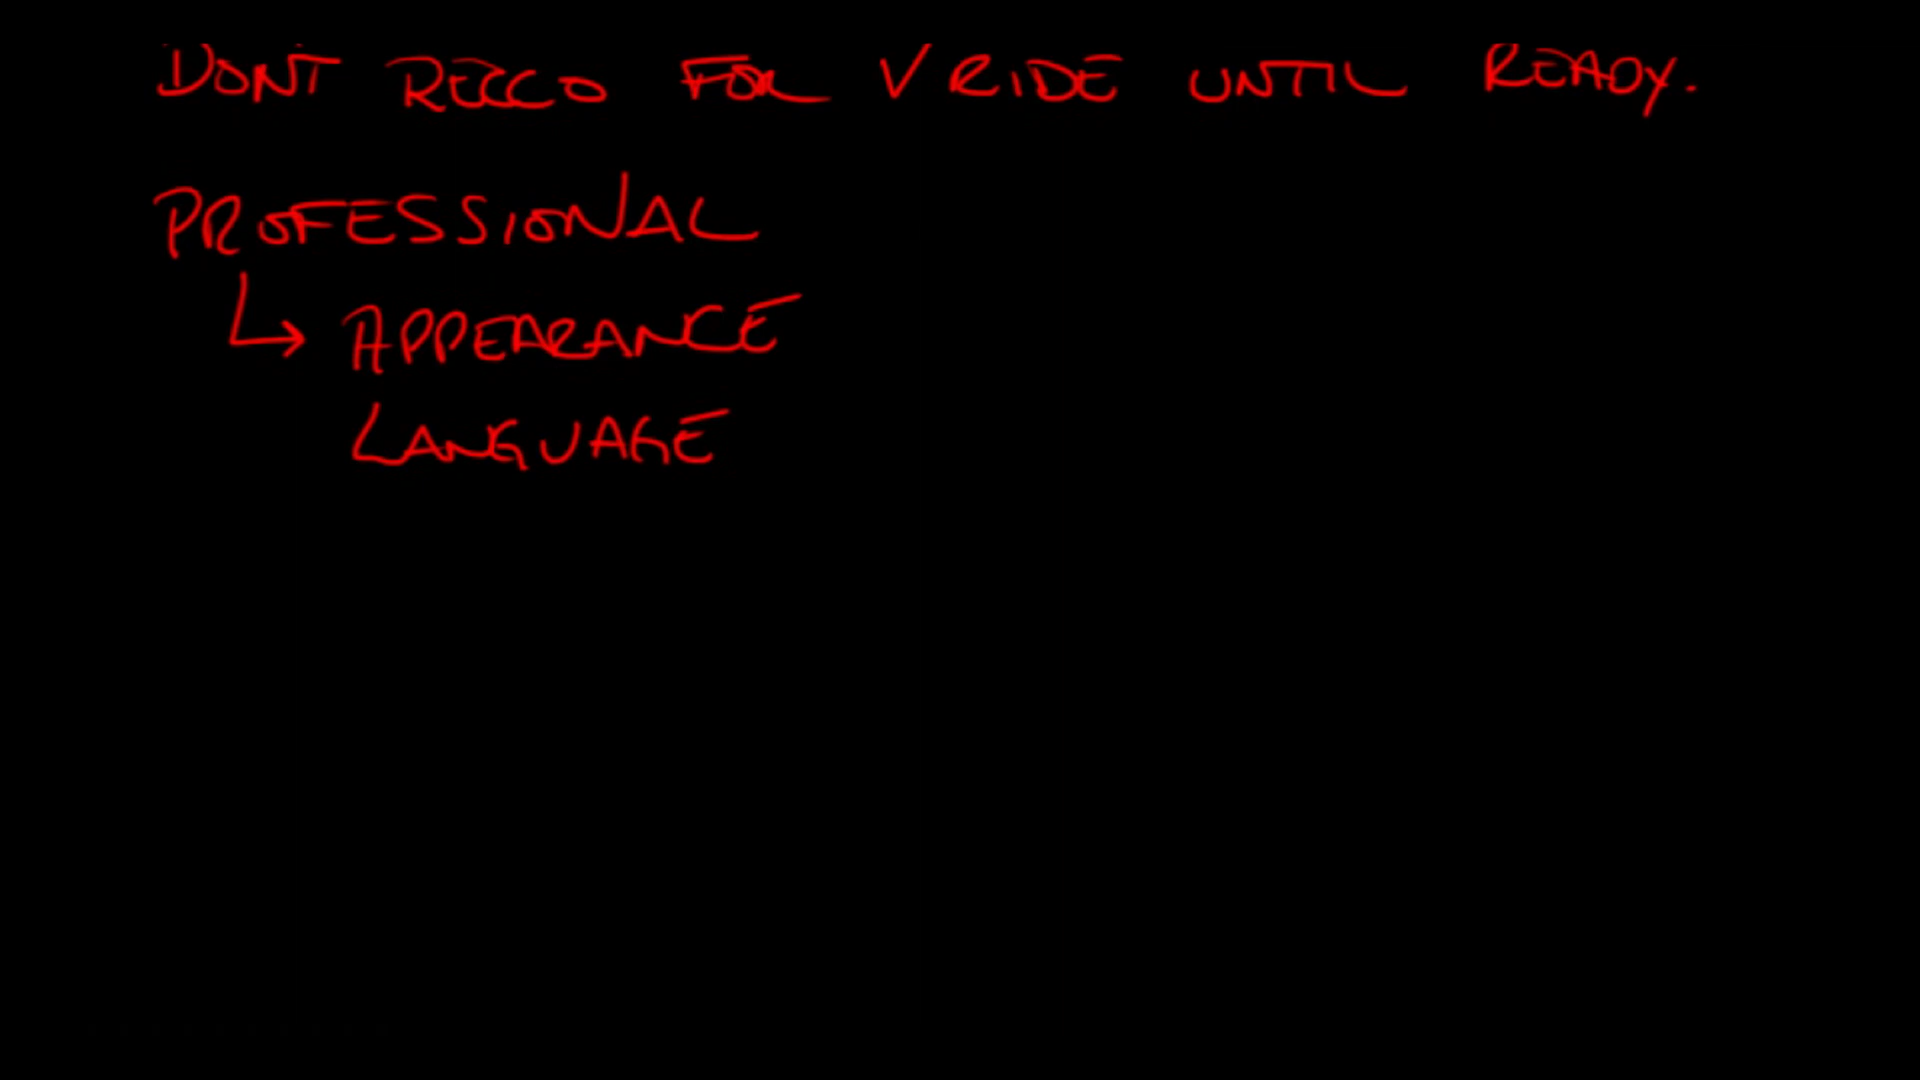 DONT RECCO FOR V RIDE UNTIL READY.
PROFESSIONAL
↳ APPEARANCE
LANGUAGE